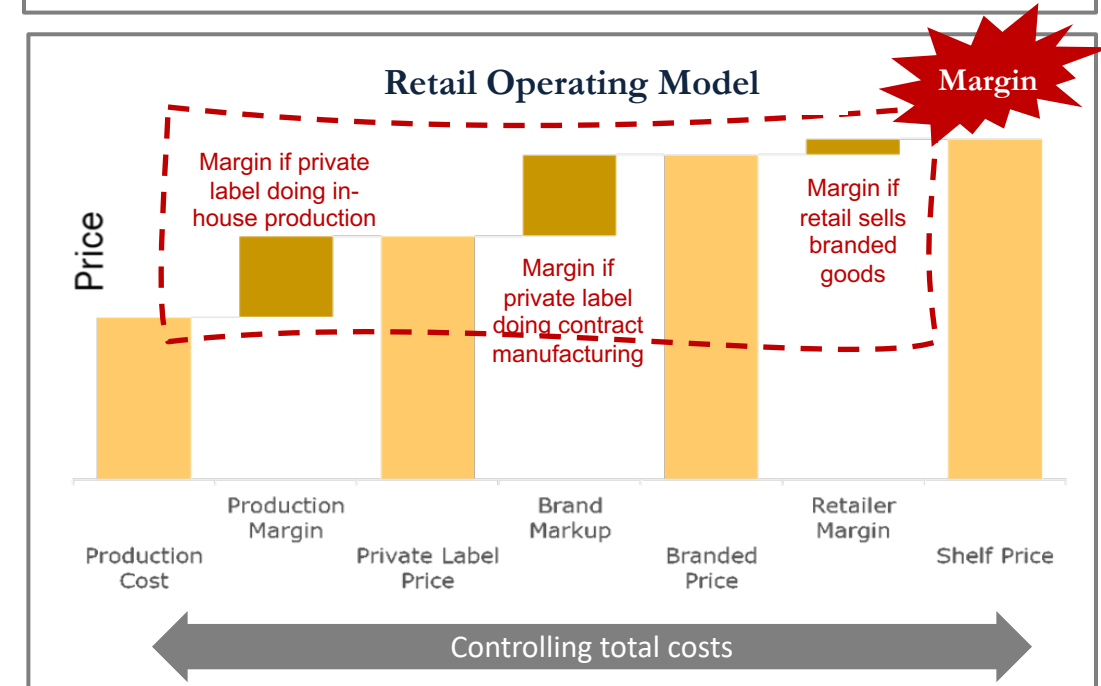 Retail Operating Model
Margin
Price
Margin if private
label doing in-
house production
Margin if
private label
doing contract
manufacturing
Margin if
retail sells
branded
goods
Production
Cost
Production
Margin
Private Label
Price
Brand
Markup
Branded
Price
Retailer
Margin
Shelf Price
Controlling total costs